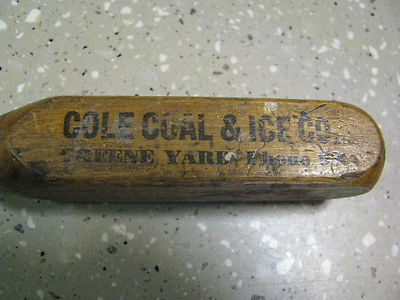 COLE COAL & ICE CO.
GREENE YARD Phone